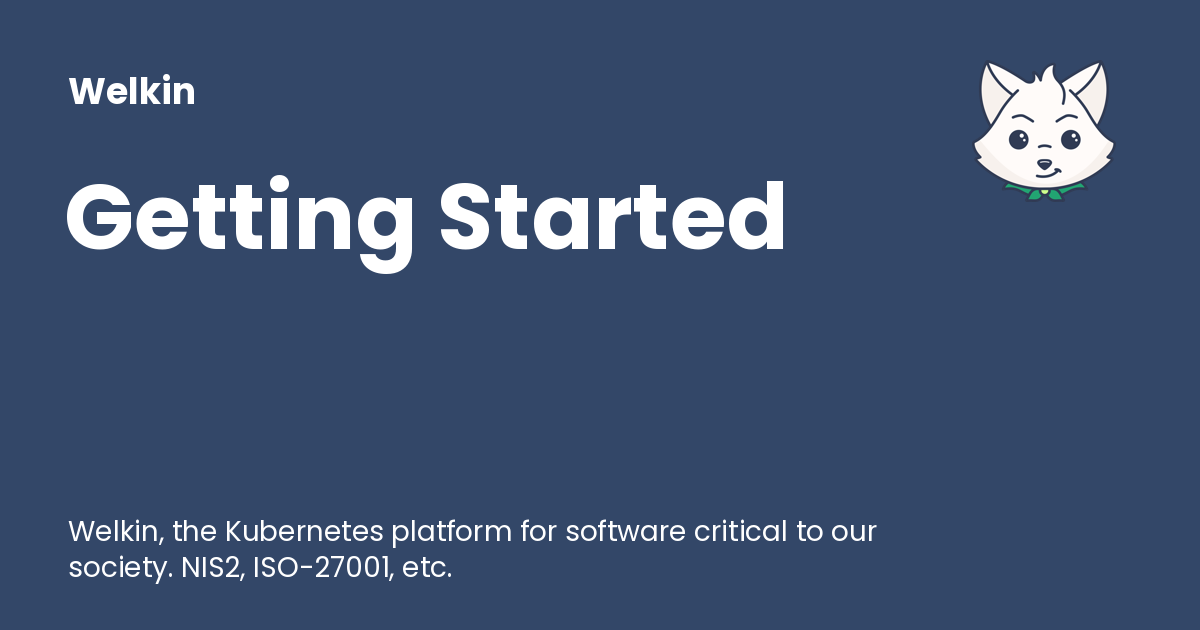 Welkin
Getting Started
Welkin, the Kubernetes platform for software critical to our
society. NIS2, ISO-27001, etc.